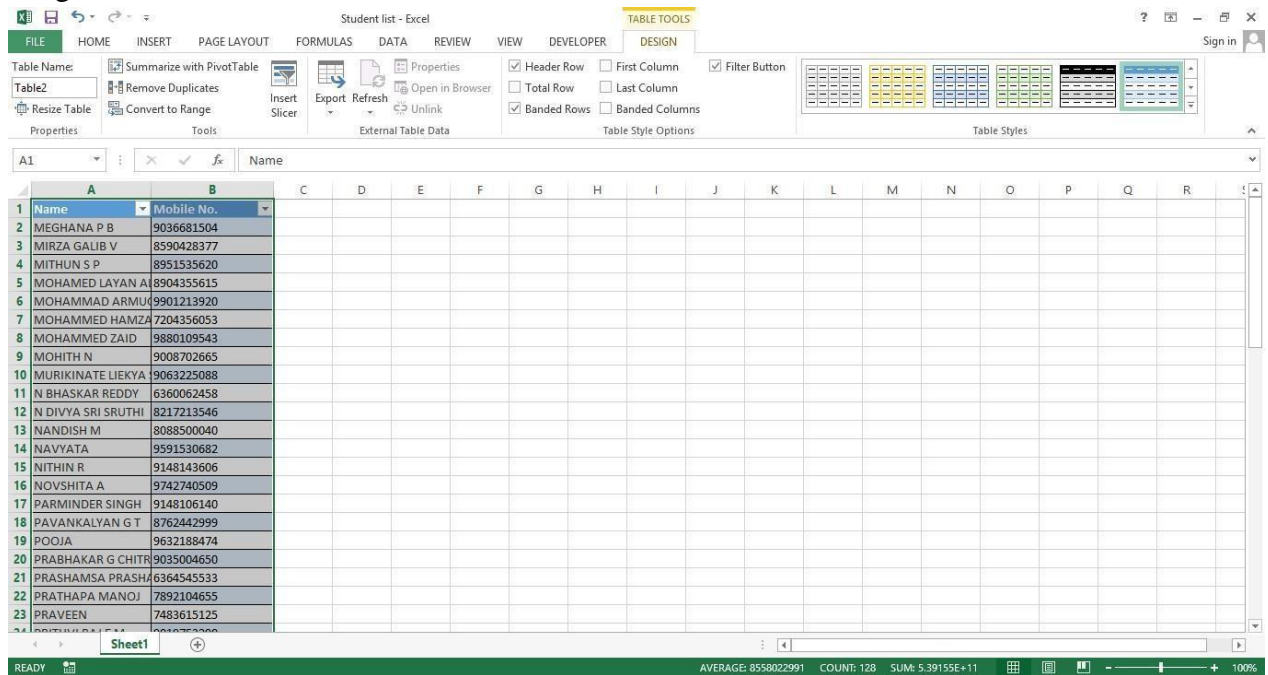 Student list - Excel TABLE TOOLS ?
FILE HOME INSERT PAGE LAYOUT FORMULAS DATA REVIEW VIEW DEVELOPER DESIGN Sign in
Table Name: Summarize with PivotTable Properties Header Row First Column Filter Button
Table2 Remove Duplicates Insert Slicer Export Refresh Open in Browser Total Row Last Column
Resize Table Convert to Range Unlink Banded Rows Banded Columns
Properties Tools External Table Data Table Style Options Table Styles
A1 fx Name
A B C D E F G H I J K L M N O P Q R
1 Name Mobile No.
2 MEGHANA P B 9036681504
3 MIRZA GALIB V 8590428377
4 MITHUN S P 8951535620
5 MOHAMED LAYAN 8904355615
6 MOHAMMAD 9901213920
7 MOHAMMED HAMZA 7204356053
8 MOHAMMED ZAID 9880109543
9 MOHITH N 9008702665
10 MURIKINATE LIEKYA 9063225088
11 N BHASKAR REDDY 6360062458
12 N DIVYA SRI SRUTHI 8217213546
13 NANDISH M 8088500040
14 NAVYATA 9591530682
15 NITHIN R 9148143606
16 NOVSHITA A 9742740509
17 PARMINDER SINGH 9148106140
18 PAVANKALYAN G T 8762442999
19 POOJA 9632188474
20 PRABHAKAR G CHITR 9035004650
21 PRASHAMSA PRASHA 6364545533
22 PRATHAPA MANOJ 7892104655
23 PRAVEEN 7483615125
Sheet1
READY AVERAGE: 8558022991 COUNT: 128 SUM: 5.39155E+11 100%